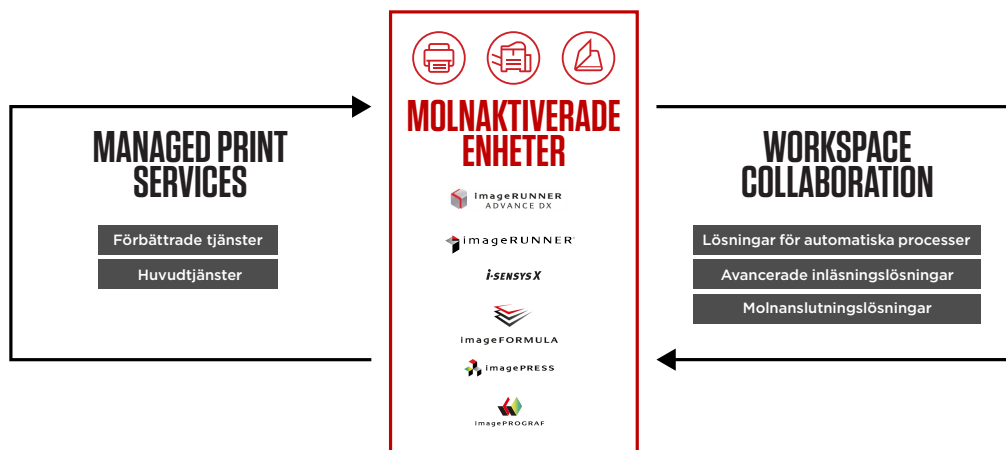 MANAGED PRINT
SERVICES
Förbättrade tjänster
Huvudtjänster
MOLNAKTIVERADE
ENHETER
imageRUNNER
ADVANCE DX
imageRUNNER
i-SENSYS X
imageFORMULA
imagePRESS
imagePROGRAF
WORKSPACE
COLLABORATION
Lösningar för automatiska processer
Avancerade inläsningslösningar
Molnanslutningslösningar